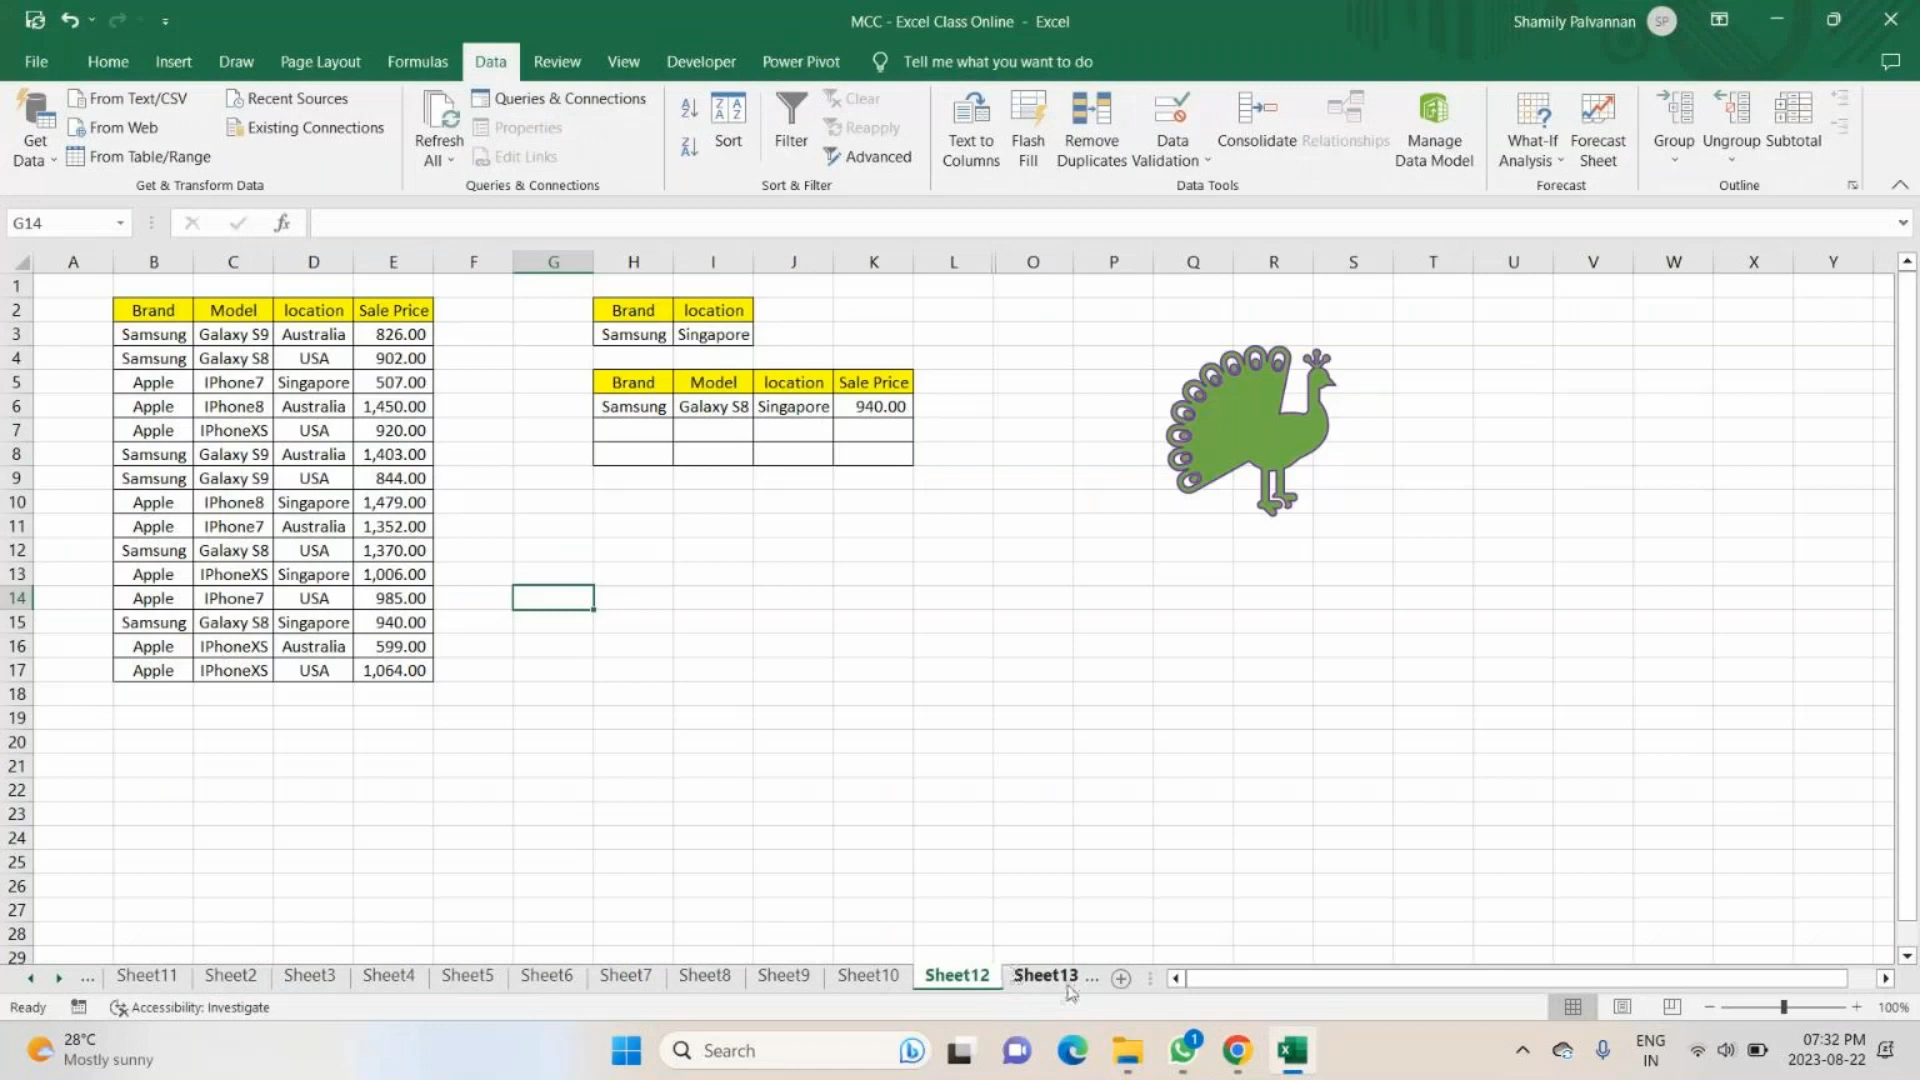 MCC - Excel Class Online - Excel
Shamily Palvannan SP
File Home Insert Draw Page Layout Formulas Data Review View Developer Power Pivot Tell me what you want to do
From Text/CSV Recent Sources Queries & Connections Clear
From Web Existing Connections Properties Reapply
From Table/Range Edit Links Advanced
Get Data
Refresh All
Sort
Filter
Text to Columns
Flash Fill
Remove Duplicates
Data Validation
Consolidate
Relationships
Manage Data Model
What-If Analysis
Forecast Sheet
Group
Ungroup
Subtotal
Get & Transform Data Queries & Connections Sort & Filter Data Tools Forecast Outline
G14 fx
A B C D E F G H I J K L O P Q R S T U V W X Y
1
2 Brand Model location Sale Price Brand location
3 Samsung Galaxy S9 Australia 826.00 Samsung Singapore
4 Samsung Galaxy S8 USA 902.00
5 Apple IPhone7 Singapore 507.00 Brand Model location Sale Price
6 Apple IPhone8 Australia 1,450.00 Samsung Galaxy S8 Singapore 940.00
7 Apple IPhoneXS USA 920.00
8 Samsung Galaxy S9 Australia 1,403.00
9 Samsung Galaxy S9 USA 844.00
10 Apple IPhone8 Singapore 1,479.00
11 Apple IPhone7 Australia 1,352.00
12 Samsung Galaxy S8 USA 1,370.00
13 Apple IPhoneXS Singapore 1,006.00
14 Apple IPhone7 USA 985.00
15 Samsung Galaxy S8 Singapore 940.00
16 Apple IPhoneXS Australia 599.00
17 Apple IPhoneXS USA 1,064.00
18
19
20
21
22
23
24
25
26
27
28
29
... Sheet11 Sheet2 Sheet3 Sheet4 Sheet5 Sheet6 Sheet7 Sheet8 Sheet9 Sheet10 Sheet12 Sheet13 ...
Ready Accessibility: Investigate 100%
28°C
Mostly sunny
Search
1
ENG
IN
07:32 PM
2023-08-22